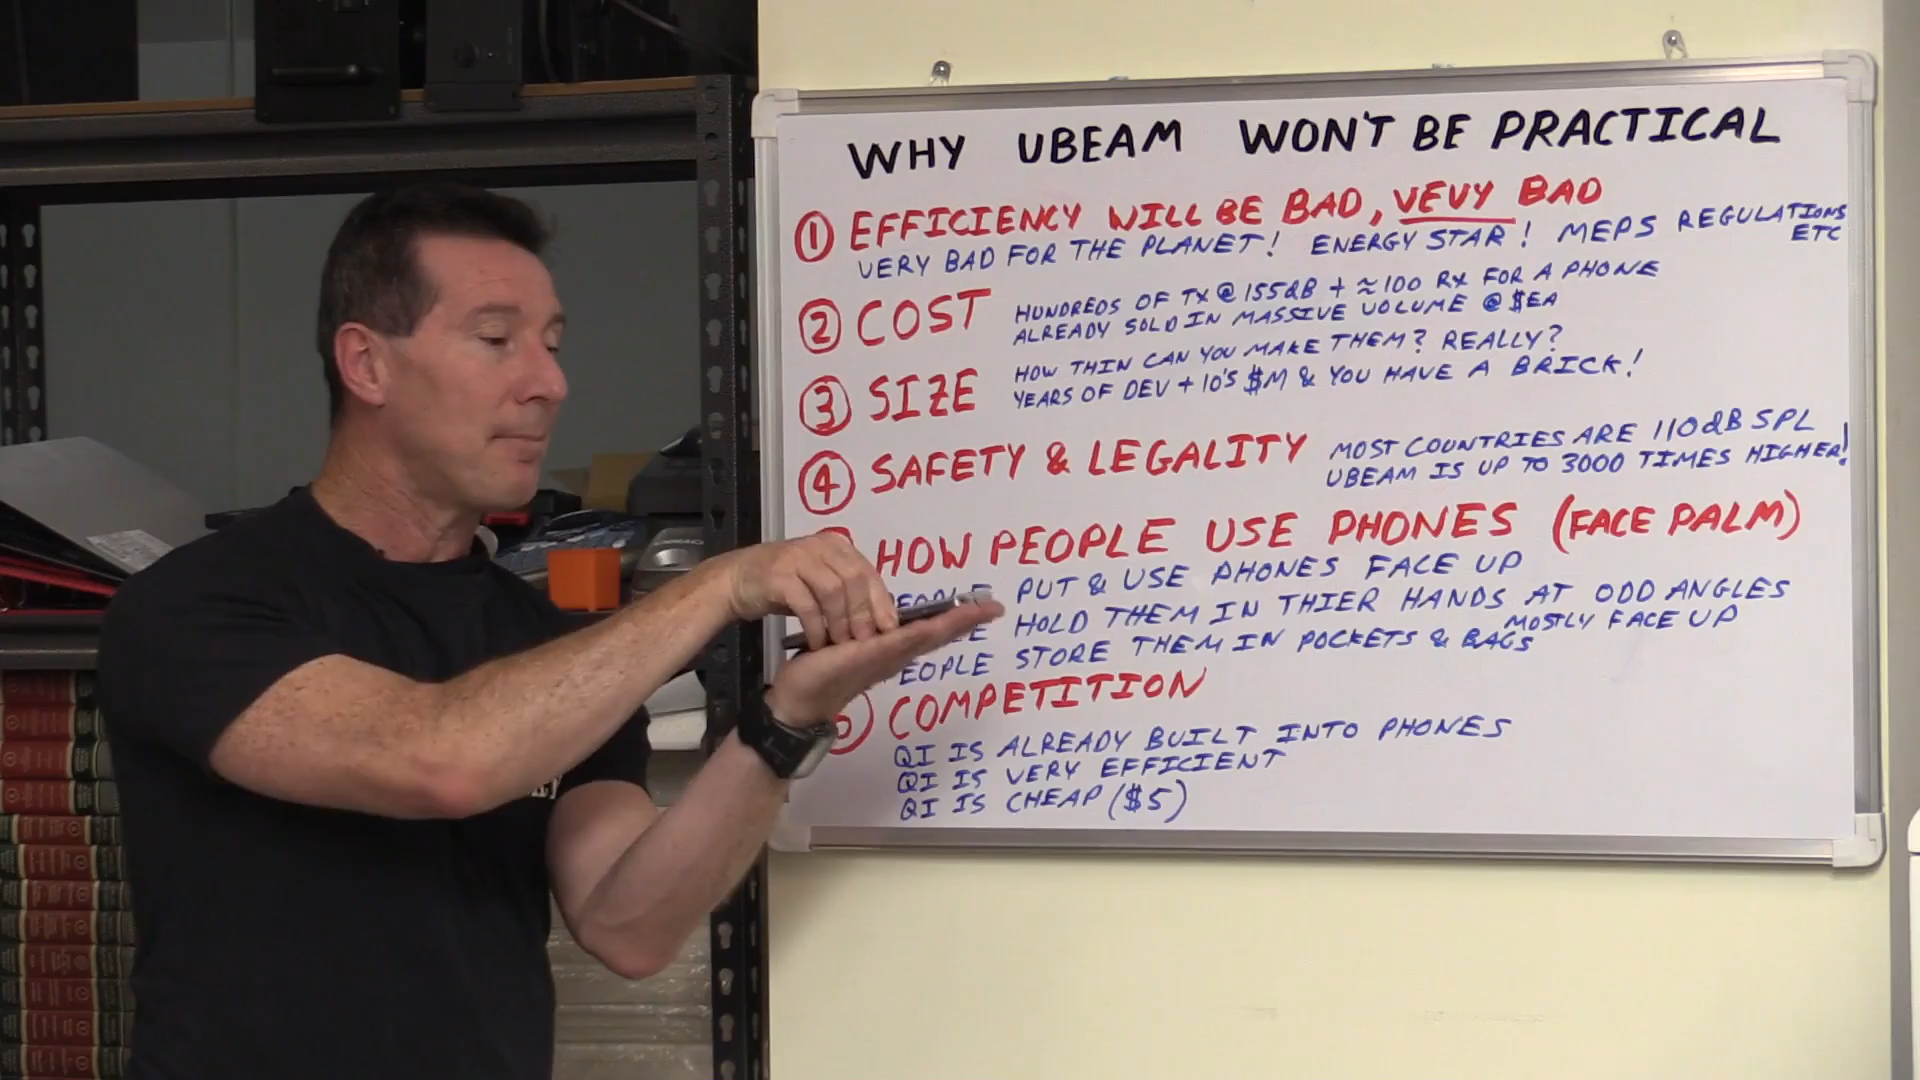 WHY UBEAM WON'T BE PRACTICAL
① EFFICIENCY WILL BE BAD, VEVY BAD
VERY BAD FOR THE PLANET! ENERGY STAR! MEPS REGULATIONS
ETC
② COST HUNDREDS OF TX @ 155dB + ≈100 RX FOR A PHONE
ALREADY SOLD IN MASSIVE VOLUME @ $EA
③ SIZE HOW THIN CAN YOU MAKE THEM? REALLY?
YEARS OF DEV + 10'S $M & YOU HAVE A BRICK!
④ SAFETY & LEGALITY MOST COUNTRIES ARE 110dB SPL
UBEAM IS UP TO 3000 TIMES HIGHER!
HOW PEOPLE USE PHONES (FACE PALM)
PEOPLE PUT & USE PHONES FACE UP
HOLD THEM IN THIER HANDS AT ODD ANGLES
MOSTLY FACE UP
PEOPLE STORE THEM IN POCKETS & BAGS
COMPETITION
QI IS ALREADY BUILT INTO PHONES
QI IS VERY EFFICIENT
QI IS CHEAP ($5)